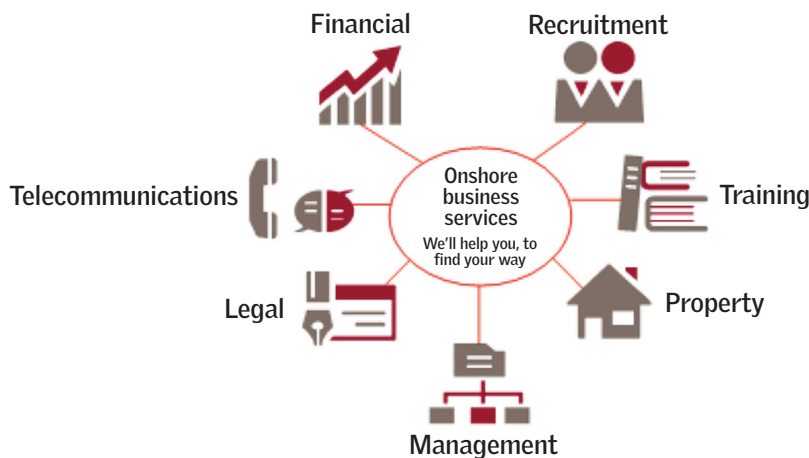 Financial
Recruitment
Onshore
business
services
We'll help you, to
find your way
Telecommunications
Training
Legal
Property
Management